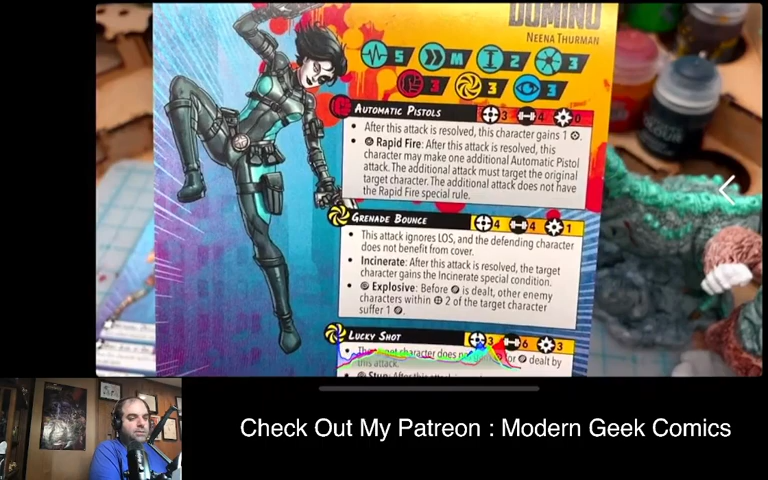 DOMINO
NEENA THURMAN
5 M 2 3
3 3 3
AUTOMATIC PISTOLS 3 4 0
• After this attack is resolved, this character gains 1 .
• Rapid Fire: After this attack is resolved, this
character may make one additional Automatic Pistol
attack. The additional attack must target the original
target character. The additional attack does not have
the Rapid Fire special rule.
GRENADE BOUNCE 4 4 1
• This attack ignores LOS, and the defending character
does not benefit from cover.
• Incinerate: After this attack is resolved, the target
character gains the Incinerate special condition.
• Explosive: Before is dealt, other enemy
characters within 2 of the target character
suffer 1 .
LUCKY SHOT 3 6 3
character does or dealt by
this attack.
Check Out My Patreon : Modern Geek Comics